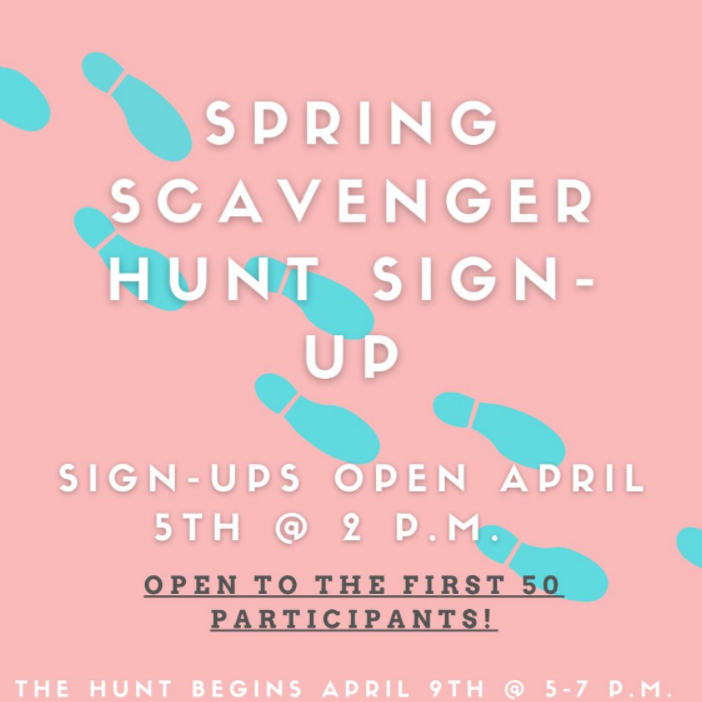 SPRING
SCAVENGER
HUNT SIGN-
UP
SIGN-UPS OPEN APRIL
5TH @ 2 P.M.
OPEN TO THE FIRST 50
PARTICIPANTS!
THE HUNT BEGINS APRIL 9TH @ 5-7 P.M.